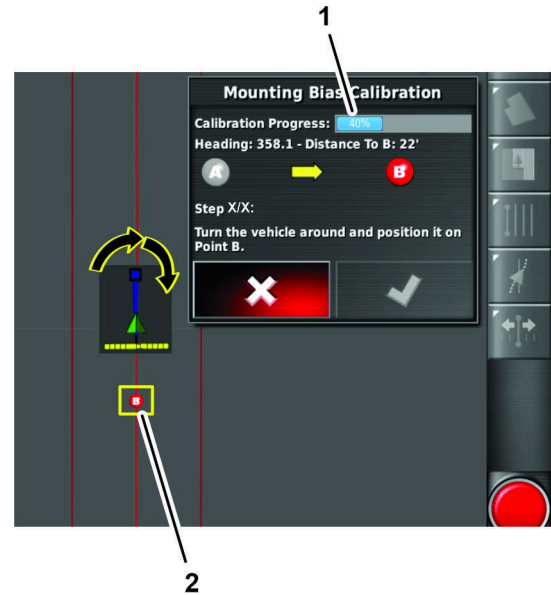 1
Mounting Bias Calibration
Calibration Progress: 40%
Heading: 358.1 - Distance To B: 22'
A B
Step X/X:
Turn the vehicle around and position it on
Point B.
B
2